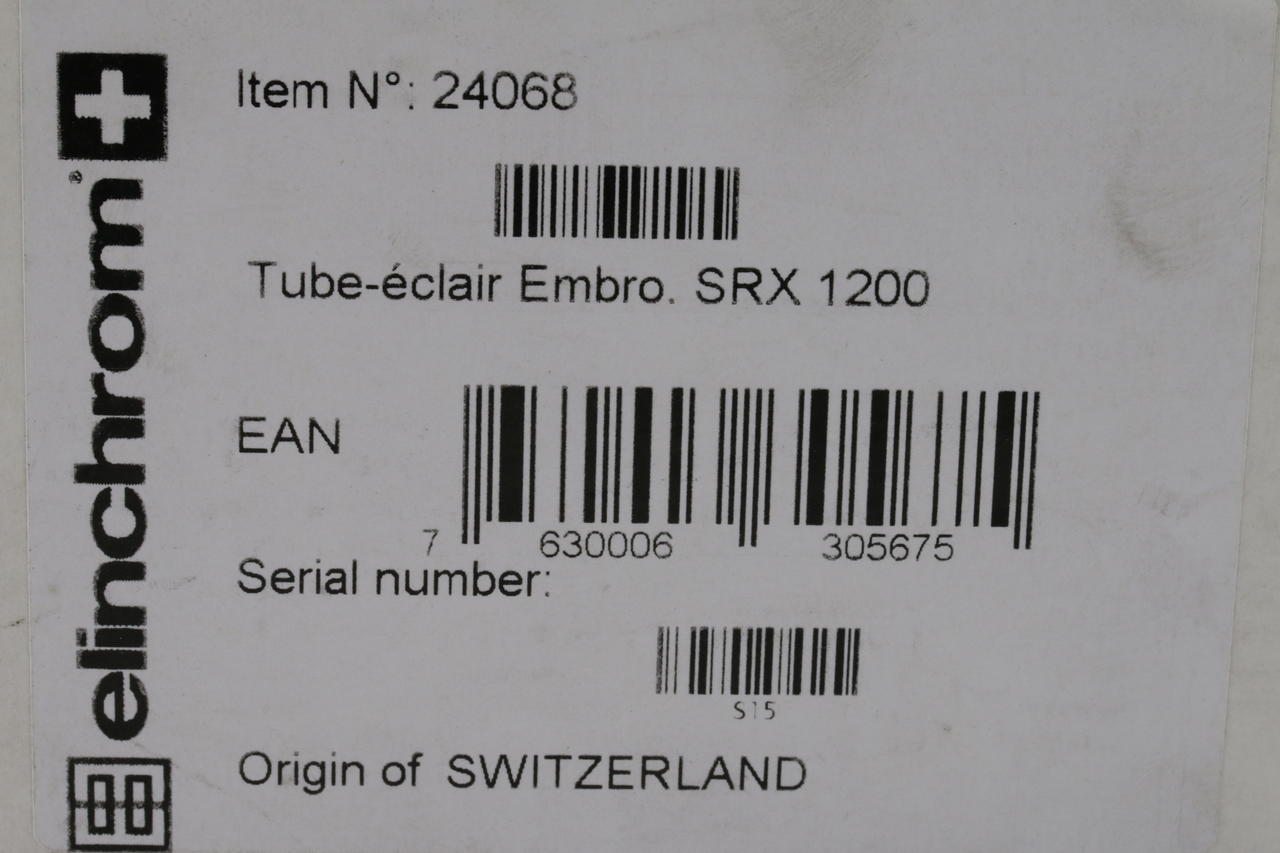 elinchrom®
Item N°: 24068
Tube-éclair Embro. SRX 1200
EAN
7 630006 305675
Serial number:
S15
Origin of SWITZERLAND